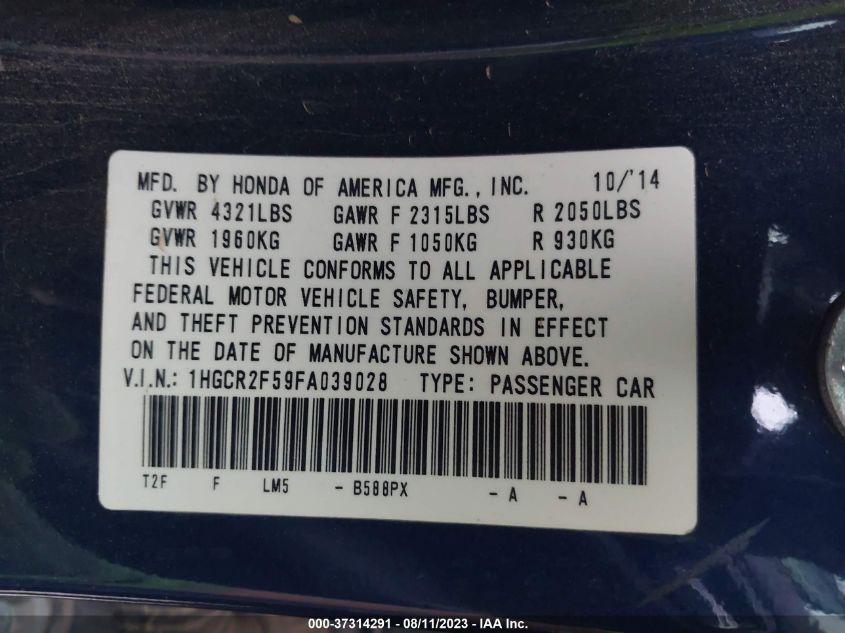 MFD. BY HONDA OF AMERICA MFG., INC. 10/'14
GVWR 4321LBS GAWR F 2315LBS R 2050LBS
GVWR 1960KG GAWR F 1050KG R 930KG
THIS VEHICLE CONFORMS TO ALL APPLICABLE
FEDERAL MOTOR VEHICLE SAFETY, BUMPER,
AND THEFT PREVENTION STANDARDS IN EFFECT
ON THE DATE OF MANUFACTURE SHOWN ABOVE.
V.I.N.: 1HGCR2F59FA039028 TYPE: PASSENGER CAR
T2F F LM5 - B588PX - A - A
000-37314291 - 08/11/2023 - IAA Inc.